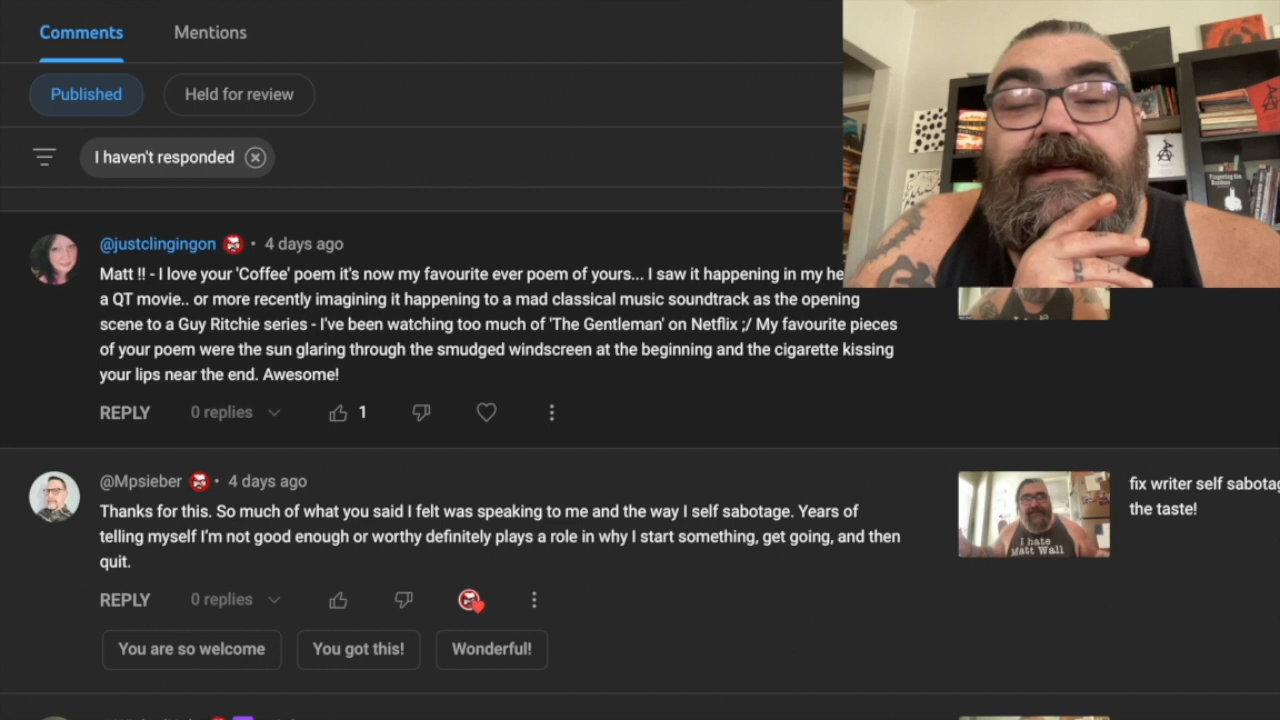 Comments
Mentions
Published
Held for review
I haven't responded
@justclingingon • 4 days ago
Matt !! - I love your 'Coffee' poem it's now my favourite ever poem of yours... I saw it happening in my
a QT movie.. or more recently imagining it happening to a mad classical music soundtrack as the opening
scene to a Guy Ritchie series - I've been watching too much of 'The Gentleman' on Netflix ;/ My favourite pieces
of your poem were the sun glaring through the smudged windscreen at the beginning and the cigarette kissing
your lips near the end. Awesome!
REPLY
0 replies
1
@Mpsieber • 4 days ago
Thanks for this. So much of what you said I felt was speaking to me and the way I self sabotage. Years of
telling myself I'm not good enough or worthy definitely plays a role in why I start something, get going, and then
quit.
fix writer self
the taste!
I hate
Matt Wall
REPLY
0 replies
You are so welcome
You got this!
Wonderful!